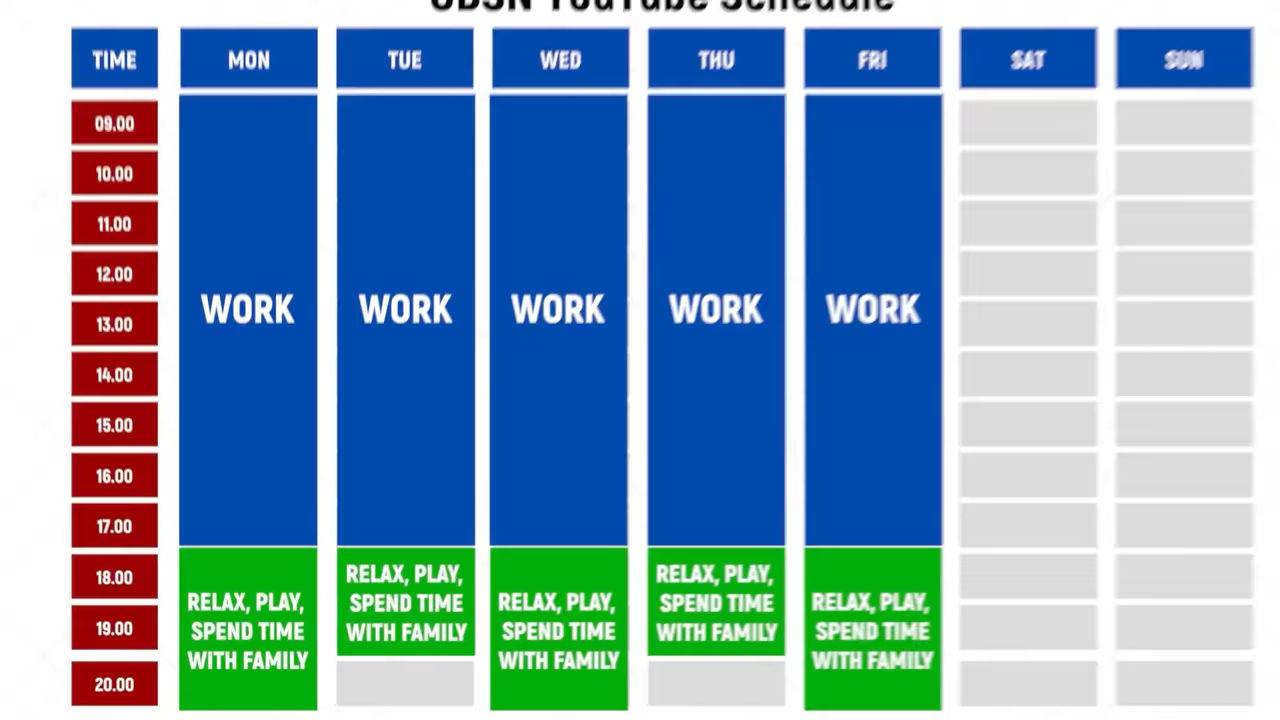 YouTube Schedule
TIME MON TUE WED THU FRI SAT SUN
09.00
10.00
11.00
12.00
13.00
14.00
15.00
16.00
17.00
18.00
19.00
20.00
WORK WORK WORK WORK WORK
RELAX, PLAY,
SPEND TIME
WITH FAMILY
RELAX, PLAY,
SPEND TIME
WITH FAMILY
RELAX, PLAY,
SPEND TIME
WITH FAMILY
RELAX, PLAY,
SPEND TIME
WITH FAMILY
RELAX, PLAY,
SPEND TIME
WITH FAMILY